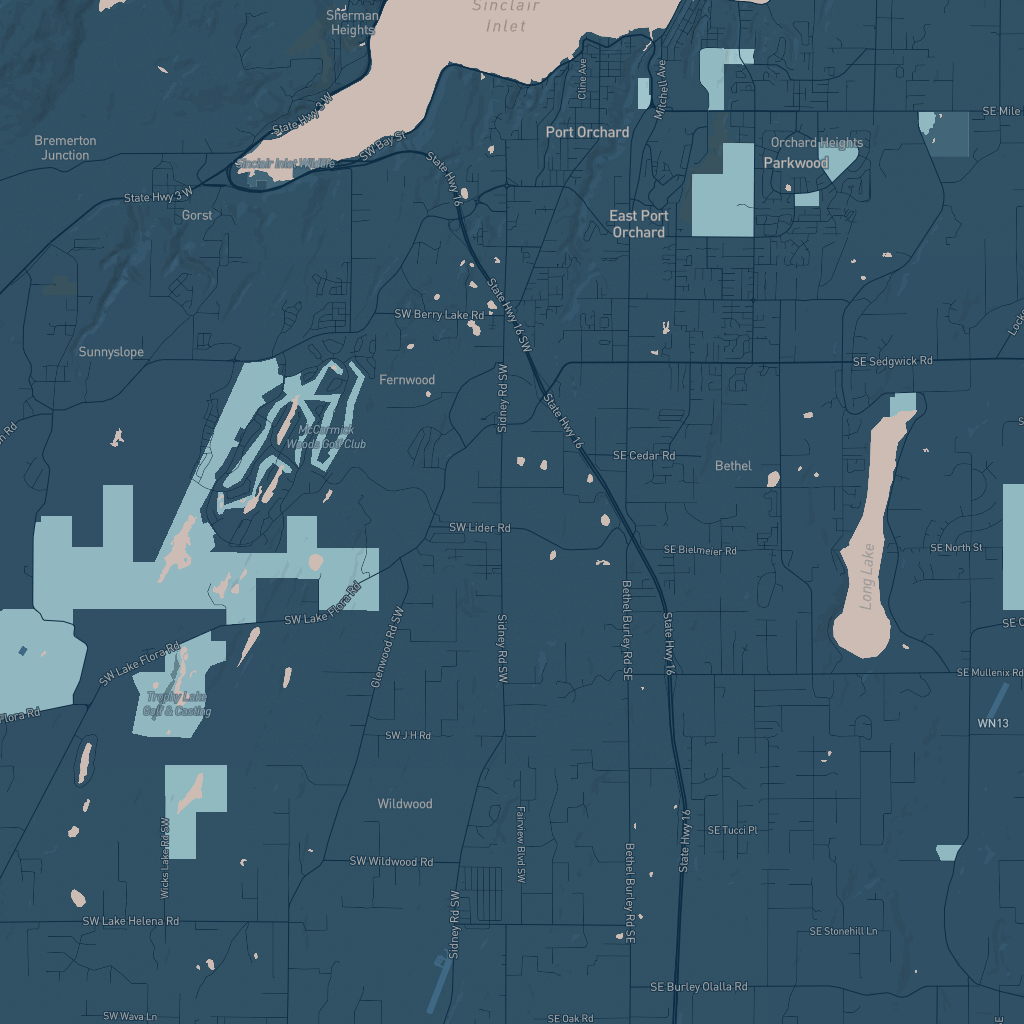 Sinclair
Inlet
Sherman
Heights
Cline Ave
Mitchell Ave
State Hwy 3 W
SE Mile
Port Orchard
Bremerton
Junction
SW Bay St
Orchard Heights
Parkwood
Sinclair Inlet Wildlife
State Hwy 16
State Hwy 3 W
Gorst
East Port
Orchard
State Hwy 16 SW
SW Berry Lake Rd
Sunnyslope
SE Sedgwick Rd
Fernwood
Sidney Rd SW
State Hwy 16
McCormick
Woods Golf Club
SE Cedar Rd
Bethel
SW Lider Rd
SE Bielmeier Rd
SE North St
Long Lake
SW Lake Flora Rd
Bethel Burley Rd SE
State Hwy 16
Glenwood Rd SW
Sidney Rd SW
SW Lake Flora Rd
SE Mullenix Rd
Trophy Lake
Golf & Casting
Flora Rd
WN13
SW J H Rd
Wildwood
Fairview Blvd SW
State Hwy 16
SE Tucci Pl
Wicks Lake Rd SW
SW Wildwood Rd
Bethel Burley Rd SE
Sidney Rd SW
SW Lake Helena Rd
SE Stonehill Ln
SE Burley Olalla Rd
SW Wava Ln
SE Oak Rd